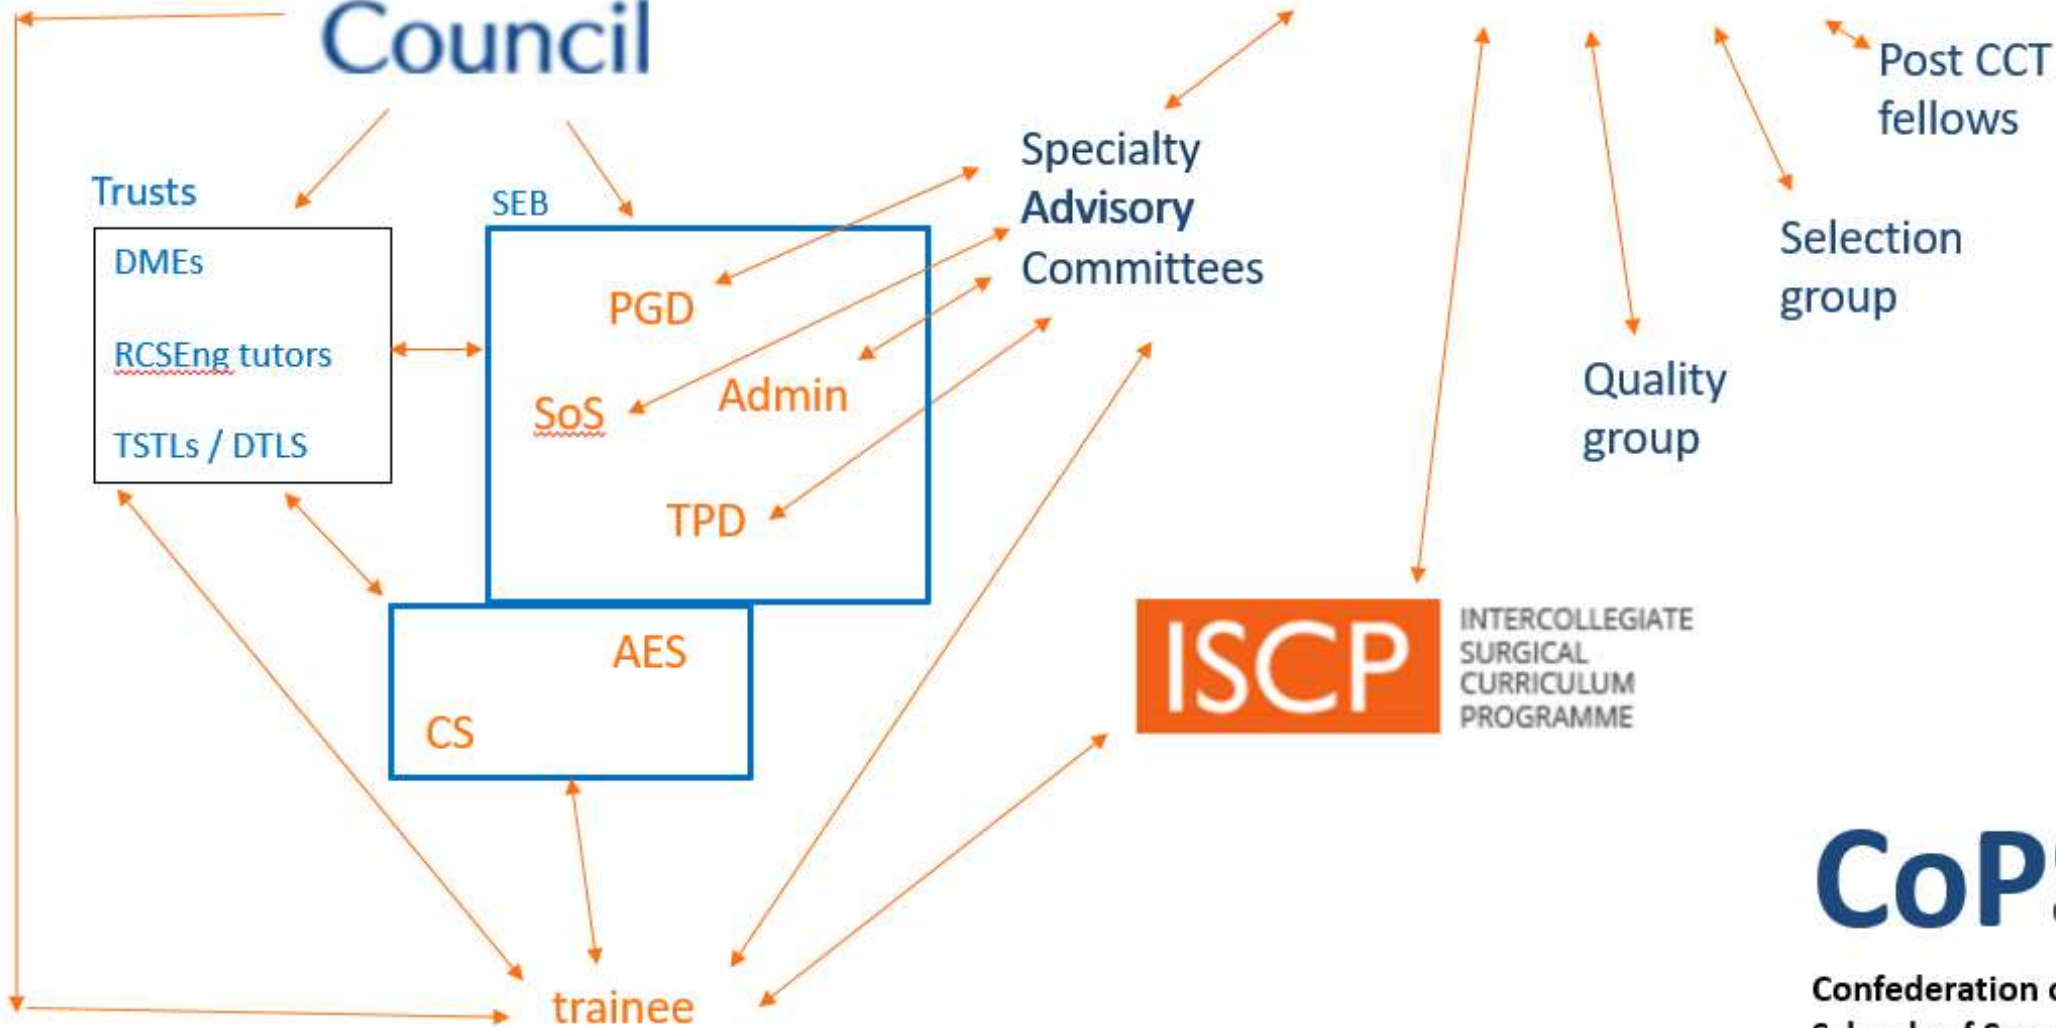 Council
Post CCT
fellows
Specialty
Advisory
Committees
Trusts
SEB
DMEs
RCSEng tutors
TSTLs / DTLS
PGD
SoS
Admin
TPD
Selection
group
Quality
group
AES
CS
ISCP
INTERCOLLEGIATE
SURGICAL
CURRICULUM
PROGRAMME
trainee
CoP
Confederation